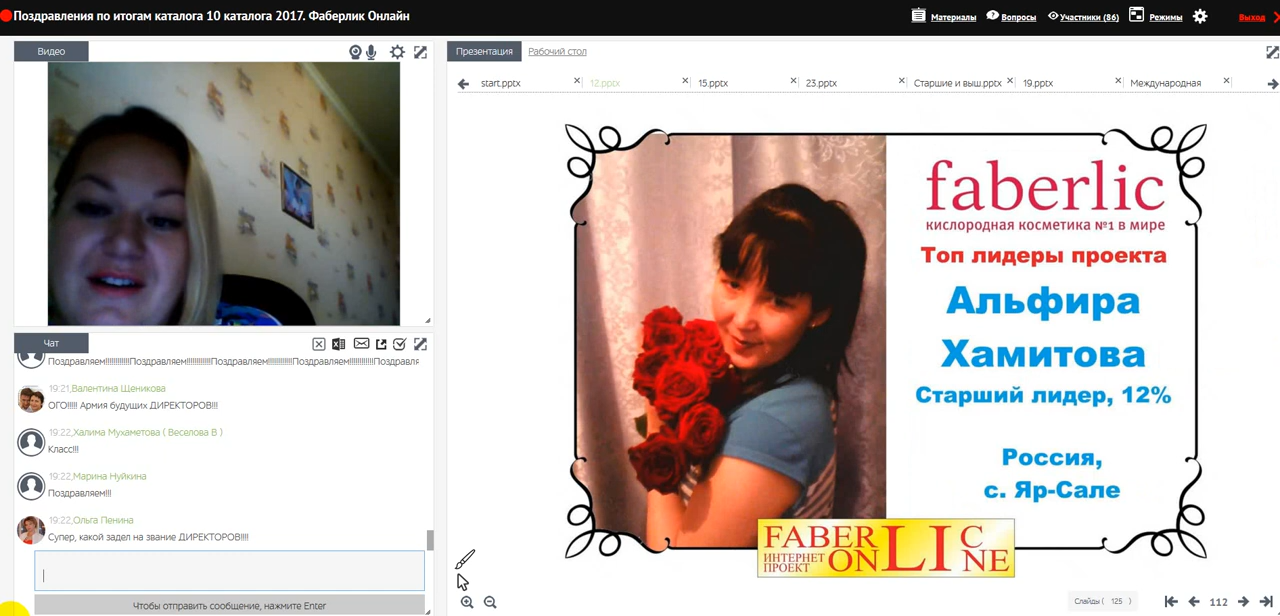 Поздравления по итогам каталога 10 каталога 2017. Фаберлик Онлайн
Материалы
Вопросы
Участники (86)
Режимы
Выход
Видео
Чат
Поздравляем!!!!!!!!!!!!!Поздравляем!!!!!!!!!!!!!Поздравляем!!!!!!!!!!!!!Поздравляем!!!!!!!!!!!!!Поздравля
19:21,Валентина Щеникова
ОГО!!!!! Армия будущих ДИРЕКТОРОВ!!!
19:22,Халима Мухаметова ( Веселова В )
Класс!!!
19:22,Марина Нуйкина
Поздравляем!!!
19:22,Ольга Пенина
Супер, какой задел на звание ДИРЕКТОРОВ!!!!
Чтобы отправить сообщение, нажмите Enter
Презентация
Рабочий стол
start.pptx
12.pptx
15.pptx
23.pptx
Старшие и выш.pptx
19.pptx
Международная
faberlic
кислородная косметика №1 в мире
Топ лидеры проекта
Альфира
Хамитова
Старший лидер, 12%
Россия,
с. Яр-Сале
FABERLIC
ИНТЕРНЕТ ПРОЕКТ
ONLINE
Слайды ( 125 )
112